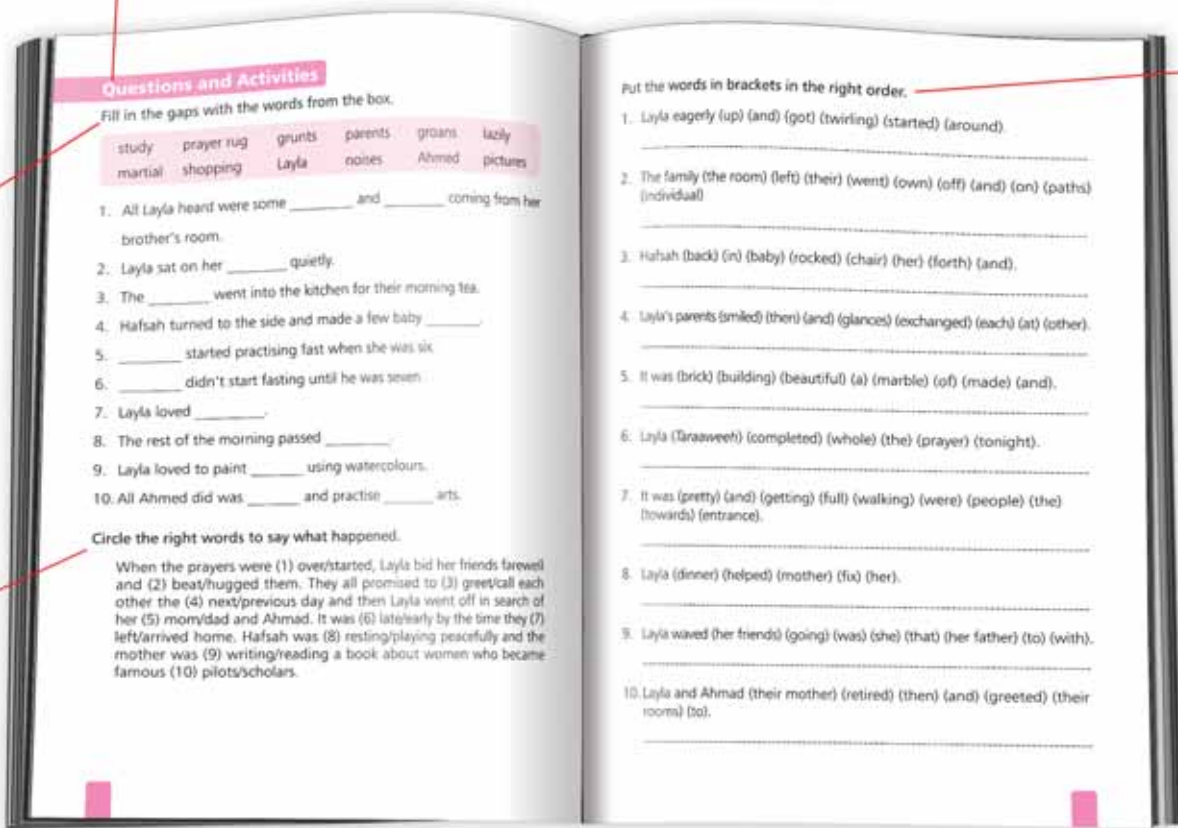 Questions and Activities
Fill in the gaps with the words from the box.
study prayer rug grunts parents groans lazily
martial shopping Layla noises Ahmed pictures
1. All Layla heard were some ________ and ________ coming from her
brother's room.
2. Layla sat on her ________ quietly.
3. The ________ went into the kitchen for their morning tea.
4. Hafsah turned to the side and made a few baby ________.
5. ________ started practising fast when she was six
6. ________ didn't start fasting until he was seven
7. Layla loved ________.
8. The rest of the morning passed ________.
9. Layla loved to paint ________ using watercolours.
10. All Ahmed did was ________ and practise ________ arts.
Circle the right words to say what happened.
When the prayers were (1) over/started, Layla bid her friends farewell
and (2) beat/hugged them. They all promised to (3) greet/call each
other the (4) next/previous day and then Layla went off in search of
her (5) mom/dad and Ahmad. It was (6) late/early by the time they (7)
left/arrived home. Hafsah was (8) resting/playing peacefully and the
mother was (9) writing/reading a book about women who became
famous (10) pilots/scholars.
Put the words in brackets in the right order.
1. Layla eagerly (up) (and) (got) (twirling) (started) (around).
2. The family (the room) (left) (their) (went) (own) (off) (and) (on) (paths)
(individual)
3. Hafsah (back) (in) (baby) (rocked) (chair) (her) (forth) (and).
4. Layla's parents (smiled) (then) (and) (glances) (exchanged) (each) (at) (other).
5. It was (brick) (building) (beautiful) (a) (marble) (of) (made) (and).
6. Layla (Taraaweeh) (completed) (whole) (the) (prayer) (tonight).
7. It was (pretty) (and) (getting) (full) (walking) (were) (people) (the)
(towards) (entrance).
8. Layla (dinner) (helped) (mother) (fix) (her).
9. Layla waved (her friends) (going) (was) (she) (that) (her father) (to) (with).
10. Layla and Ahmad (their mother) (retired) (then) (and) (greeted) (their
rooms) (to).